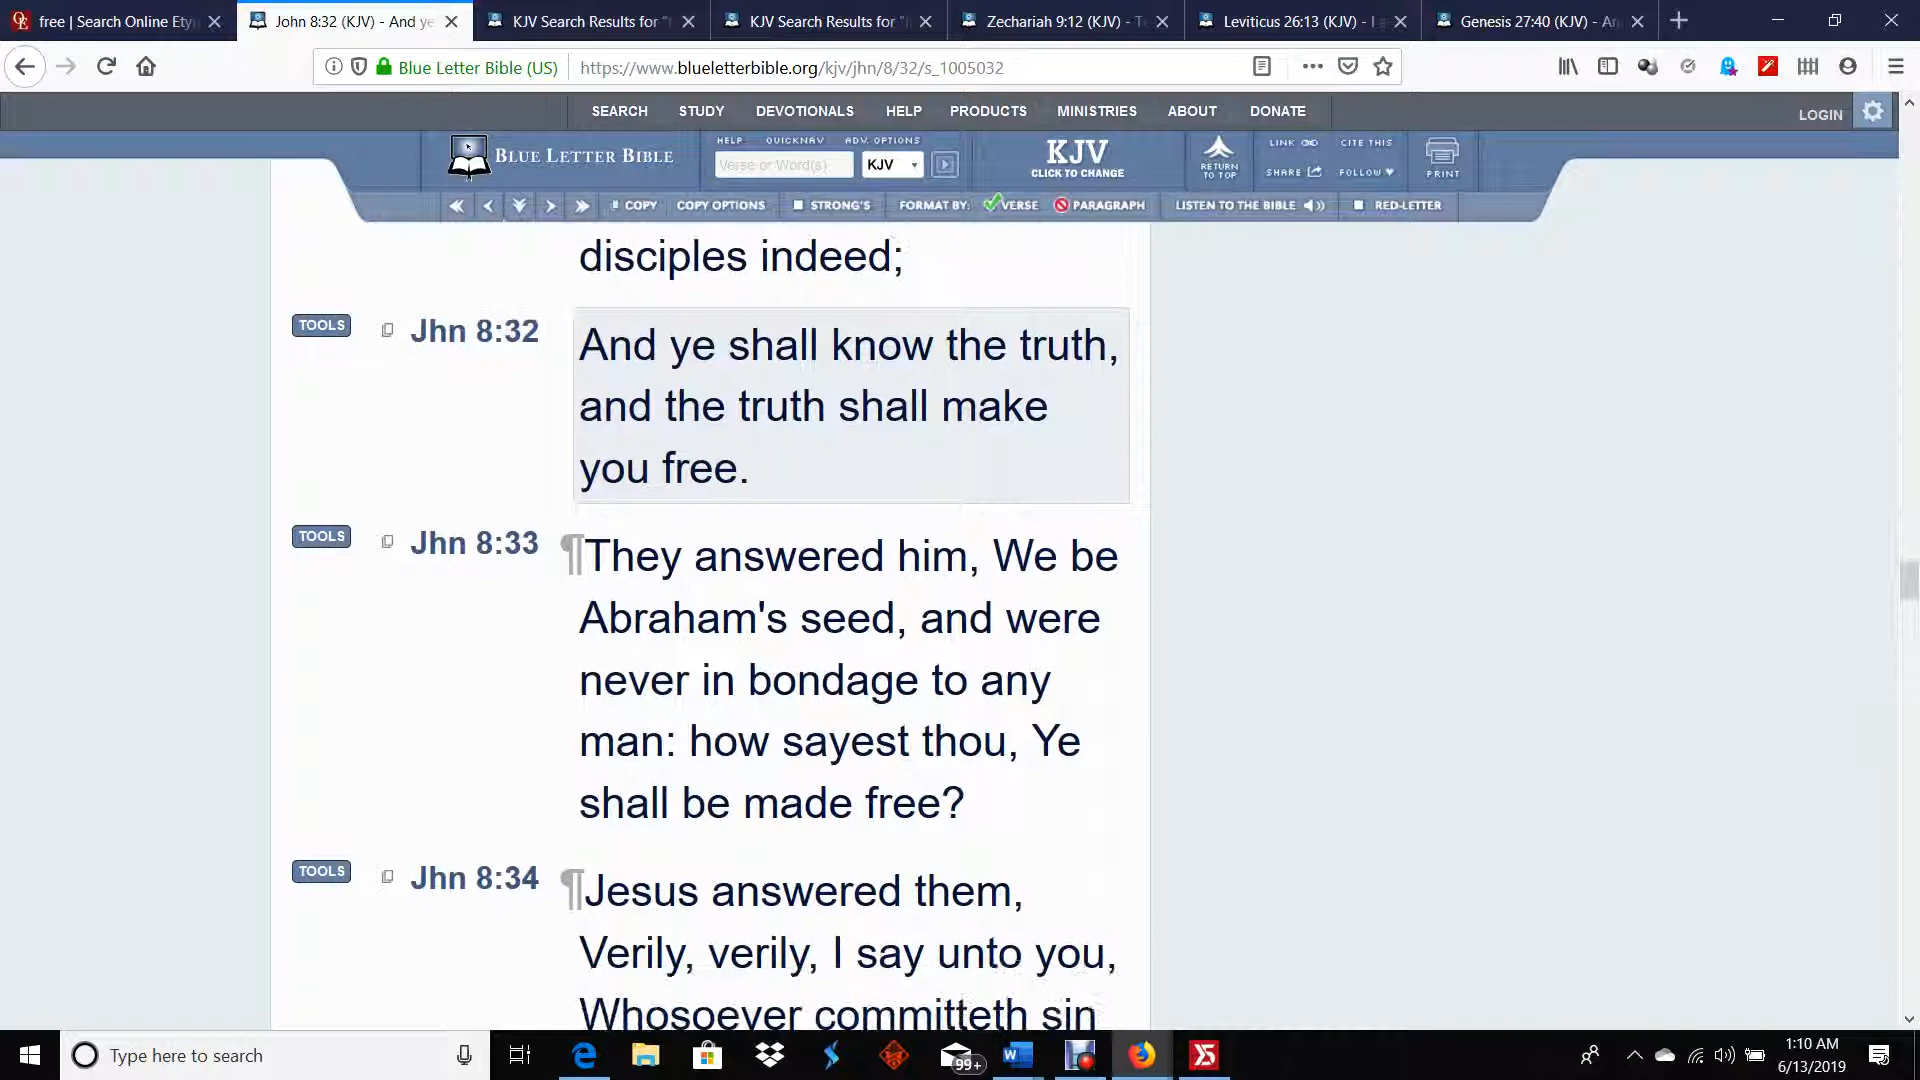 free | Search Online Ety
John 8:32 (KJV) - And ye
KJV Search Results for "
KJV Search Results for "
Zechariah 9:12 (KJV) - T
Leviticus 26:13 (KJV) - I
Genesis 27:40 (KJV) - An
Blue Letter Bible (US)
https://www.blueletterbible.org/kjv/jhn/8/32/s_1005032
SEARCH STUDY DEVOTIONALS HELP PRODUCTS MINISTRIES ABOUT DONATE
LOGIN
BLUE LETTER BIBLE
HELP QUICKNAV ADV. OPTIONS
Verse or Word(s) KJV
KJV
CLICK TO CHANGE
RETURN
TO TOP
LINK CITE THIS
SHARE FOLLOW
PRINT
COPY COPY OPTIONS STRONG'S FORMAT BY: VERSE PARAGRAPH LISTEN TO THE BIBLE RED-LETTER
disciples indeed;
TOOLS Jhn 8:32
And ye shall know the truth,
and the truth shall make
you free.
TOOLS Jhn 8:33
¶They answered him, We be
Abraham's seed, and were
never in bondage to any
man: how sayest thou, Ye
shall be made free?
TOOLS Jhn 8:34
¶Jesus answered them,
Verily, verily, I say unto you,
Whosoever committeth sin
Type here to search
99+
1:10 AM
6/13/2019